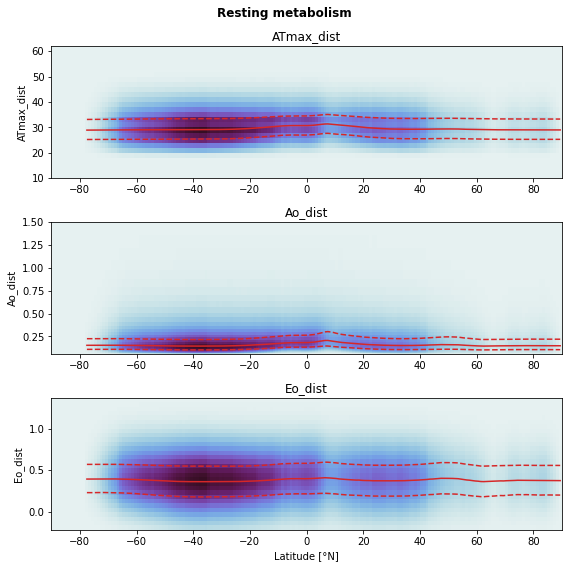 Resting metabolism
ATmax_dist
ATmax_dist
60
50
40
30
20
10
−80 −60 −40 −20 0 20 40 60 80
Ao_dist
Ao_dist
1.50
1.25
1.00
0.75
0.50
0.25
−80 −60 −40 −20 0 20 40 60 80
Eo_dist
Eo_dist
1.0
0.5
0.0
−80 −60 −40 −20 0 20 40 60 80
Latitude [°N]